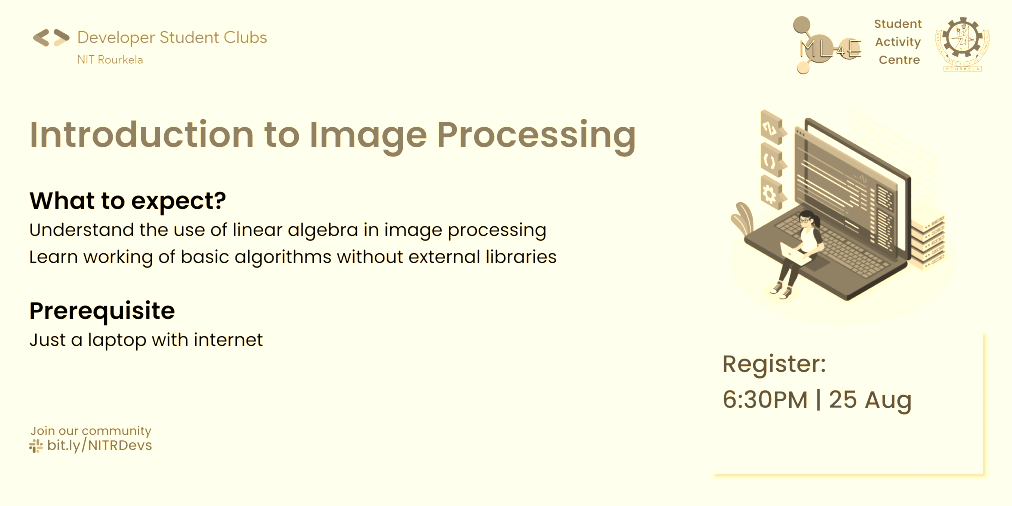 Developer Student Clubs
NIT Rourkela
ML4E
Student
Activity
Centre
Introduction to Image Processing
What to expect?
Understand the use of linear algebra in image processing
Learn working of basic algorithms without external libraries
Prerequisite
Just a laptop with internet
Register:
6:30PM | 25 Aug
Join our community
bit.ly/NITRDevs